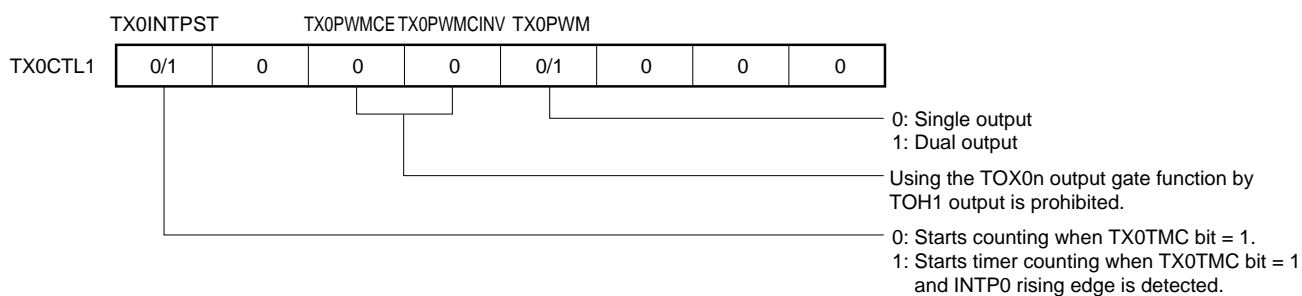 TX0INTPST TX0PWMCE TX0PWMCINV TX0PWM
TX0CTL1 0/1 0 0 0 0/1 0 0 0
0: Single output
1: Dual output
Using the TOX0n output gate function by
TOH1 output is prohibited.
0: Starts counting when TX0TMC bit = 1.
1: Starts timer counting when TX0TMC bit = 1
and INTP0 rising edge is detected.